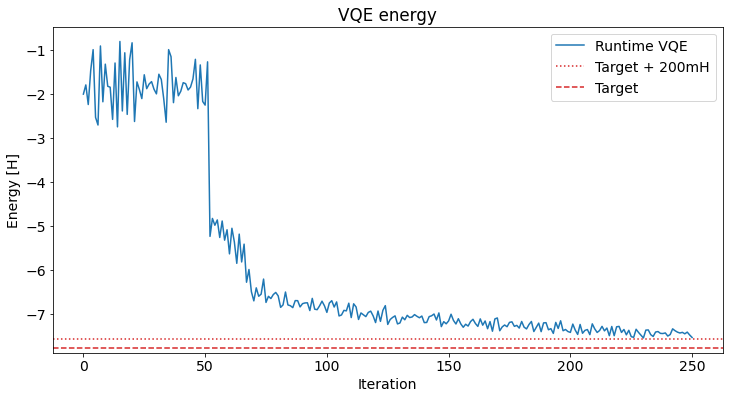 VQE energy
Runtime VQE
Target + 200mH
Target
Energy [H]
−1
−2
−3
−4
−5
−6
−7
0 50 100 150 200 250
Iteration